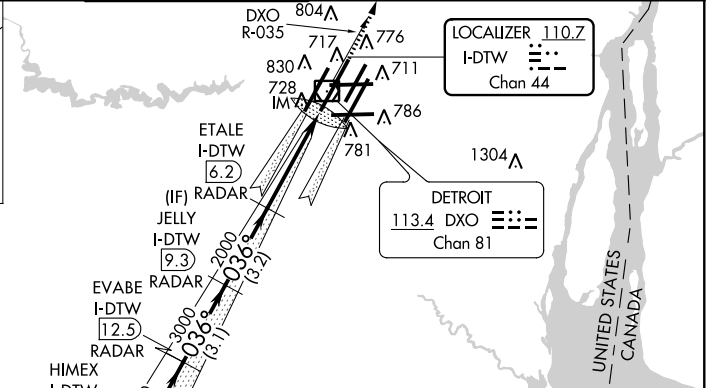 DXO
R-035
804
717
776
830
711
728
IM
786
781
1304
LOCALIZER 110.7
I-DTW
Chan 44
DETROIT
113.4 DXO
Chan 81
ETALE
I-DTW
6.2
RADAR
(IF)
JELLY
I-DTW
9.3
RADAR
2000
036°
(3.2)
EVABE
I-DTW
12.5
RADAR
3000
036°
(3.1)
HIMEX
I-DTW
UNITED STATES
CANADA